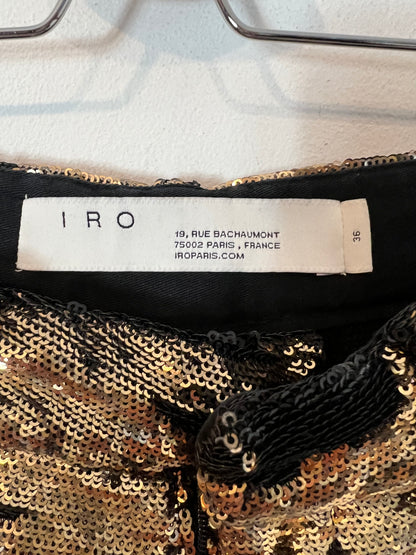 IRO
19, RUE BACHAUMONT
75002 PARIS , FRANCE
IROPARIS.COM
36